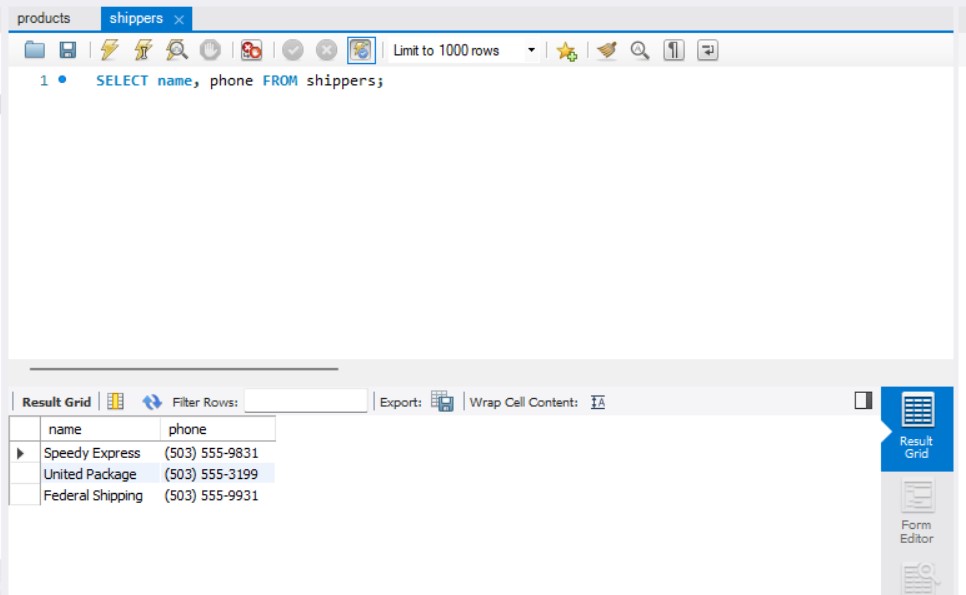 products shippers
Limit to 1000 rows
1 SELECT name, phone FROM shippers;
Result Grid Filter Rows: Export: Wrap Cell Content: IA
name phone
Speedy Express (503) 555-9831
United Package (503) 555-3199
Federal Shipping (503) 555-9931
Result
Grid
Form
Editor